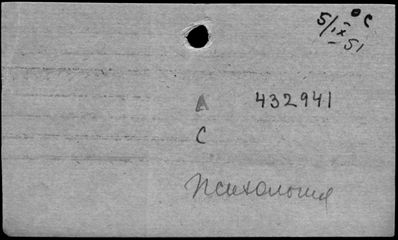 5/IX-51 °C
А 432941
С
Психология